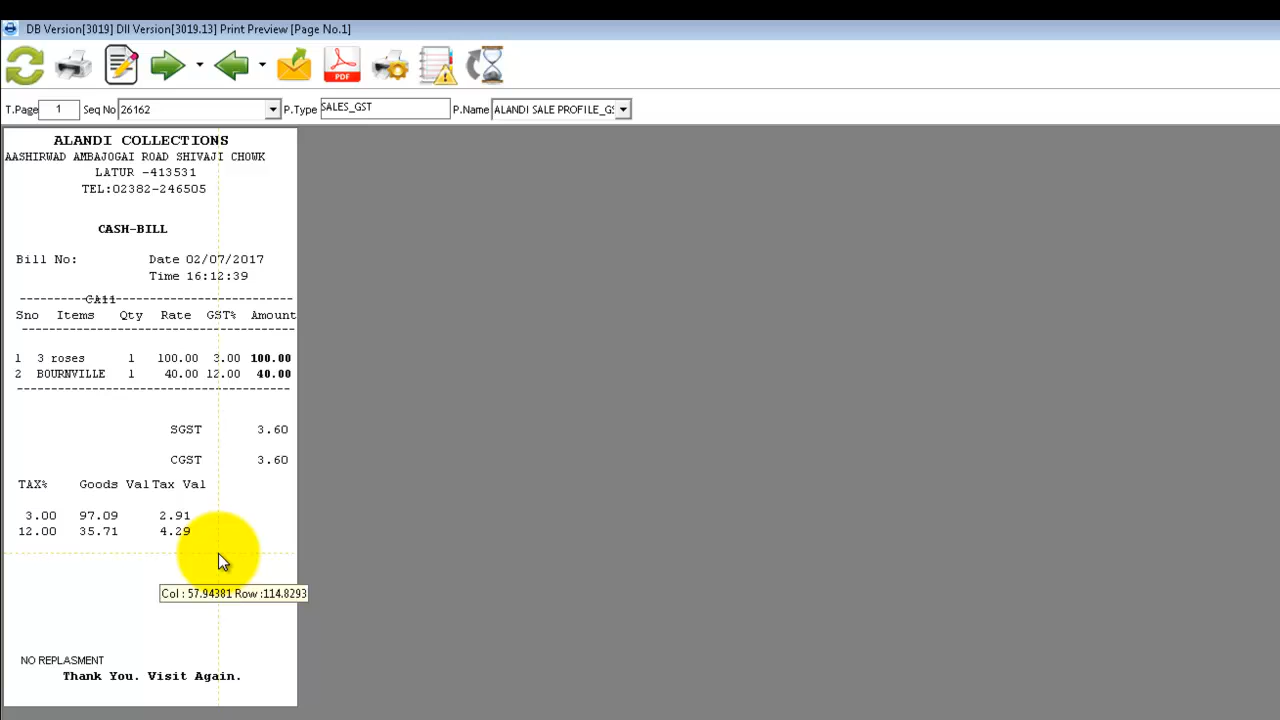 DB Version[3019] Dll Version[3019.13] Print Preview [Page No.1]
PDF
T.Page 1 Seq No 26162 P.Type SALES_GST P.Name ALANDI SALE PROFILE_GS
ALANDI COLLECTIONS
AASHIRWAD AMBAJOGAI ROAD SHIVAJI CHOWK
LATUR -413531
TEL:02382-246505
CASH-BILL
Bill No: Date 02/07/2017
Time 16:12:39
CA11
Sno Items Qty Rate GST% Amount
1 3 roses 1 100.00 3.00 100.00
2 BOURNVILLE 1 40.00 12.00 40.00
SGST 3.60
CGST 3.60
TAX% Goods Val Tax Val
3.00 97.09 2.91
12.00 35.71 4.29
Col : 57.94381 Row :114.8293
NO REPLASMENT
Thank You. Visit Again.